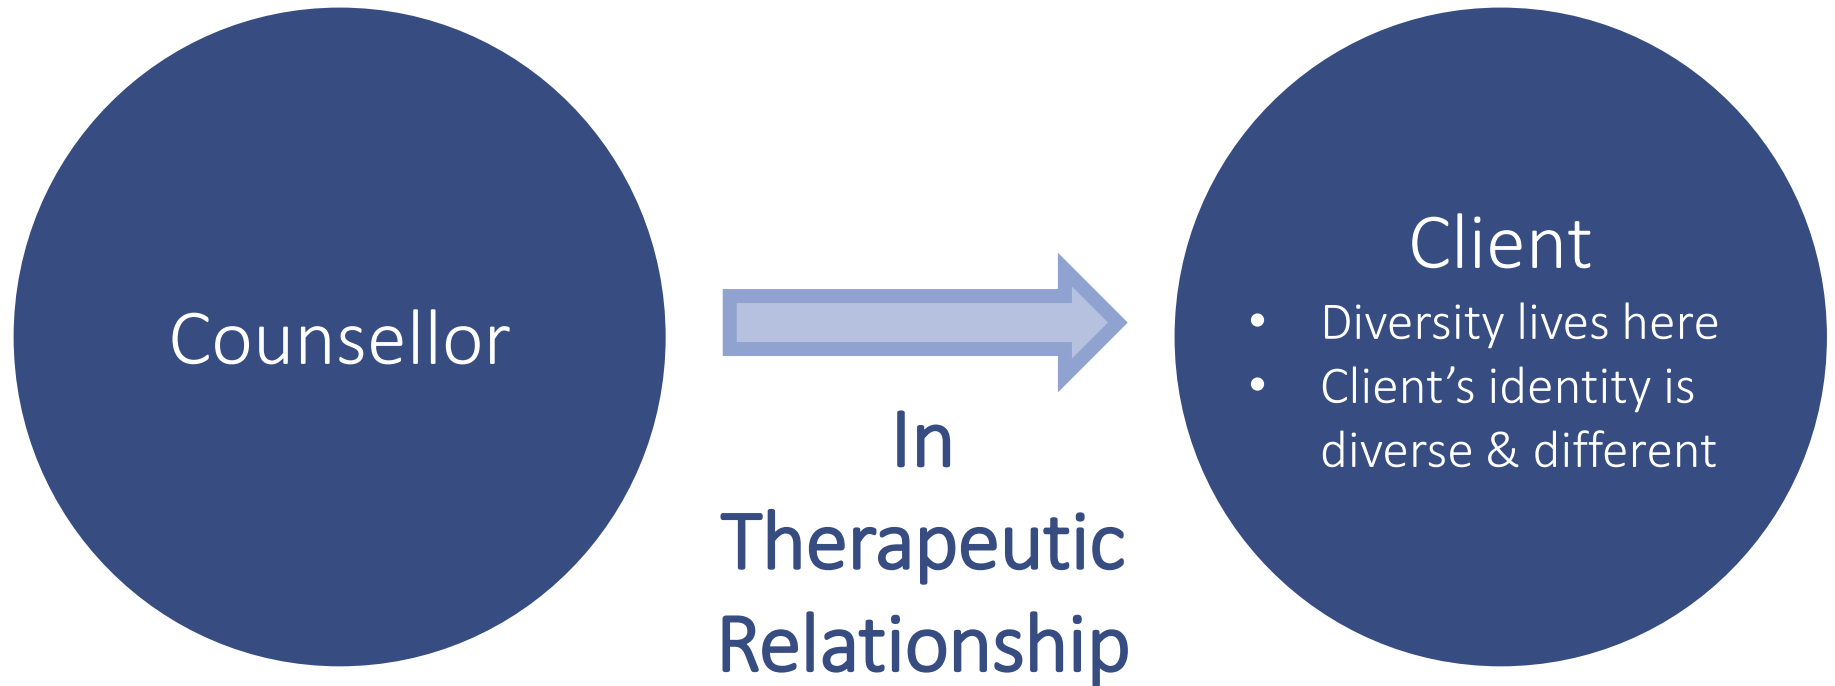 Counsellor
In
Therapeutic
Relationship
Client
• Diversity lives here
• Client’s identity is
diverse & different